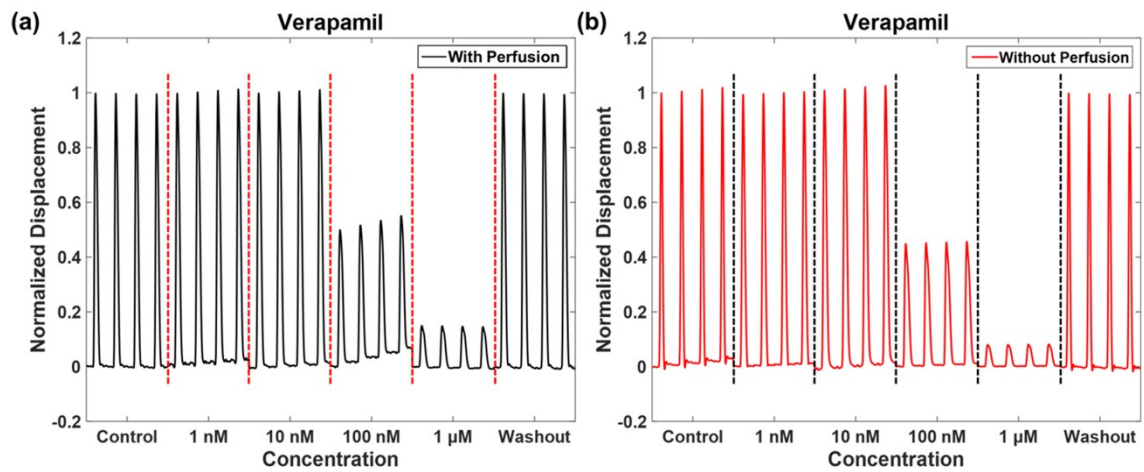 (a)
Verapamil
With Perfusion
Normalized Displacement
1.2
1
0.8
0.6
0.4
0.2
0
-0.2
Control 1 nM 10 nM 100 nM 1 µM Washout
Concentration
(b)
Verapamil
Without Perfusion
Normalized Displacement
1.2
1
0.8
0.6
0.4
0.2
0
-0.2
Control 1 nM 10 nM 100 nM 1 µM Washout
Concentration